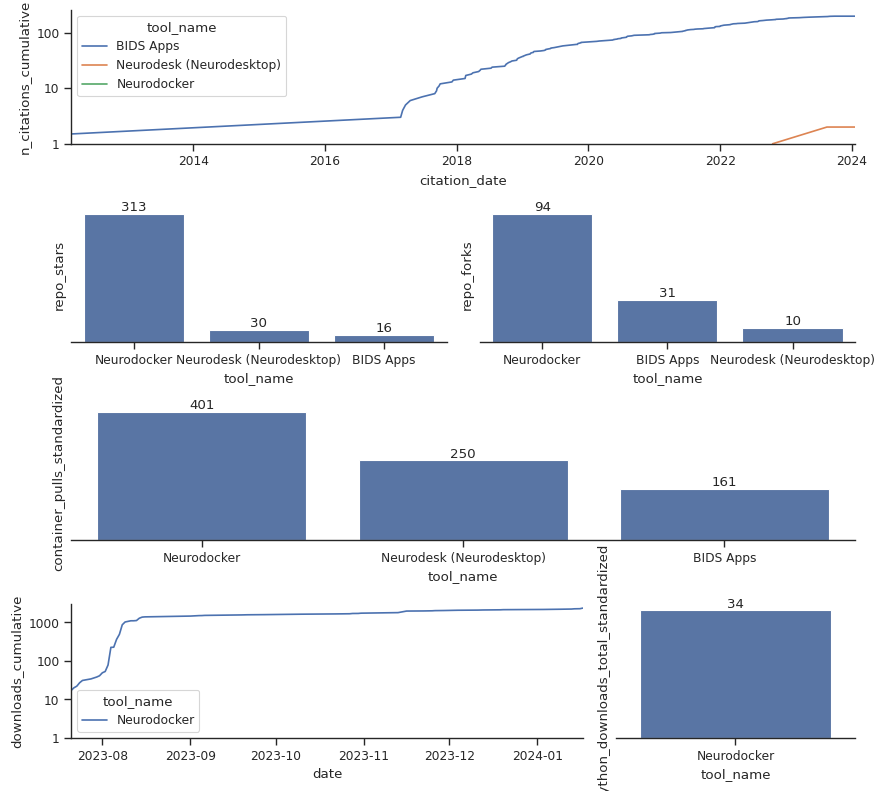 n_citations_cumulative
100
10
1
tool_name
BIDS Apps
Neurodesk (Neurodesktop)
Neurodocker
2014 2016 2018 2020 2022 2024
citation_date
repo_stars
313
30
16
Neurodocker Neurodesk (Neurodesktop) BIDS Apps
tool_name
repo_forks
94
31
10
Neurodocker BIDS Apps Neurodesk (Neurodesktop)
tool_name
container_pulls_standardized
401
250
161
Neurodocker Neurodesk (Neurodesktop) BIDS Apps
tool_name
downloads_cumulative
1000
100
10
1
tool_name
Neurodocker
2023-08 2023-09 2023-10 2023-11 2023-12 2024-01
date
ython_downloads_total_standardized
34
Neurodocker
tool_name